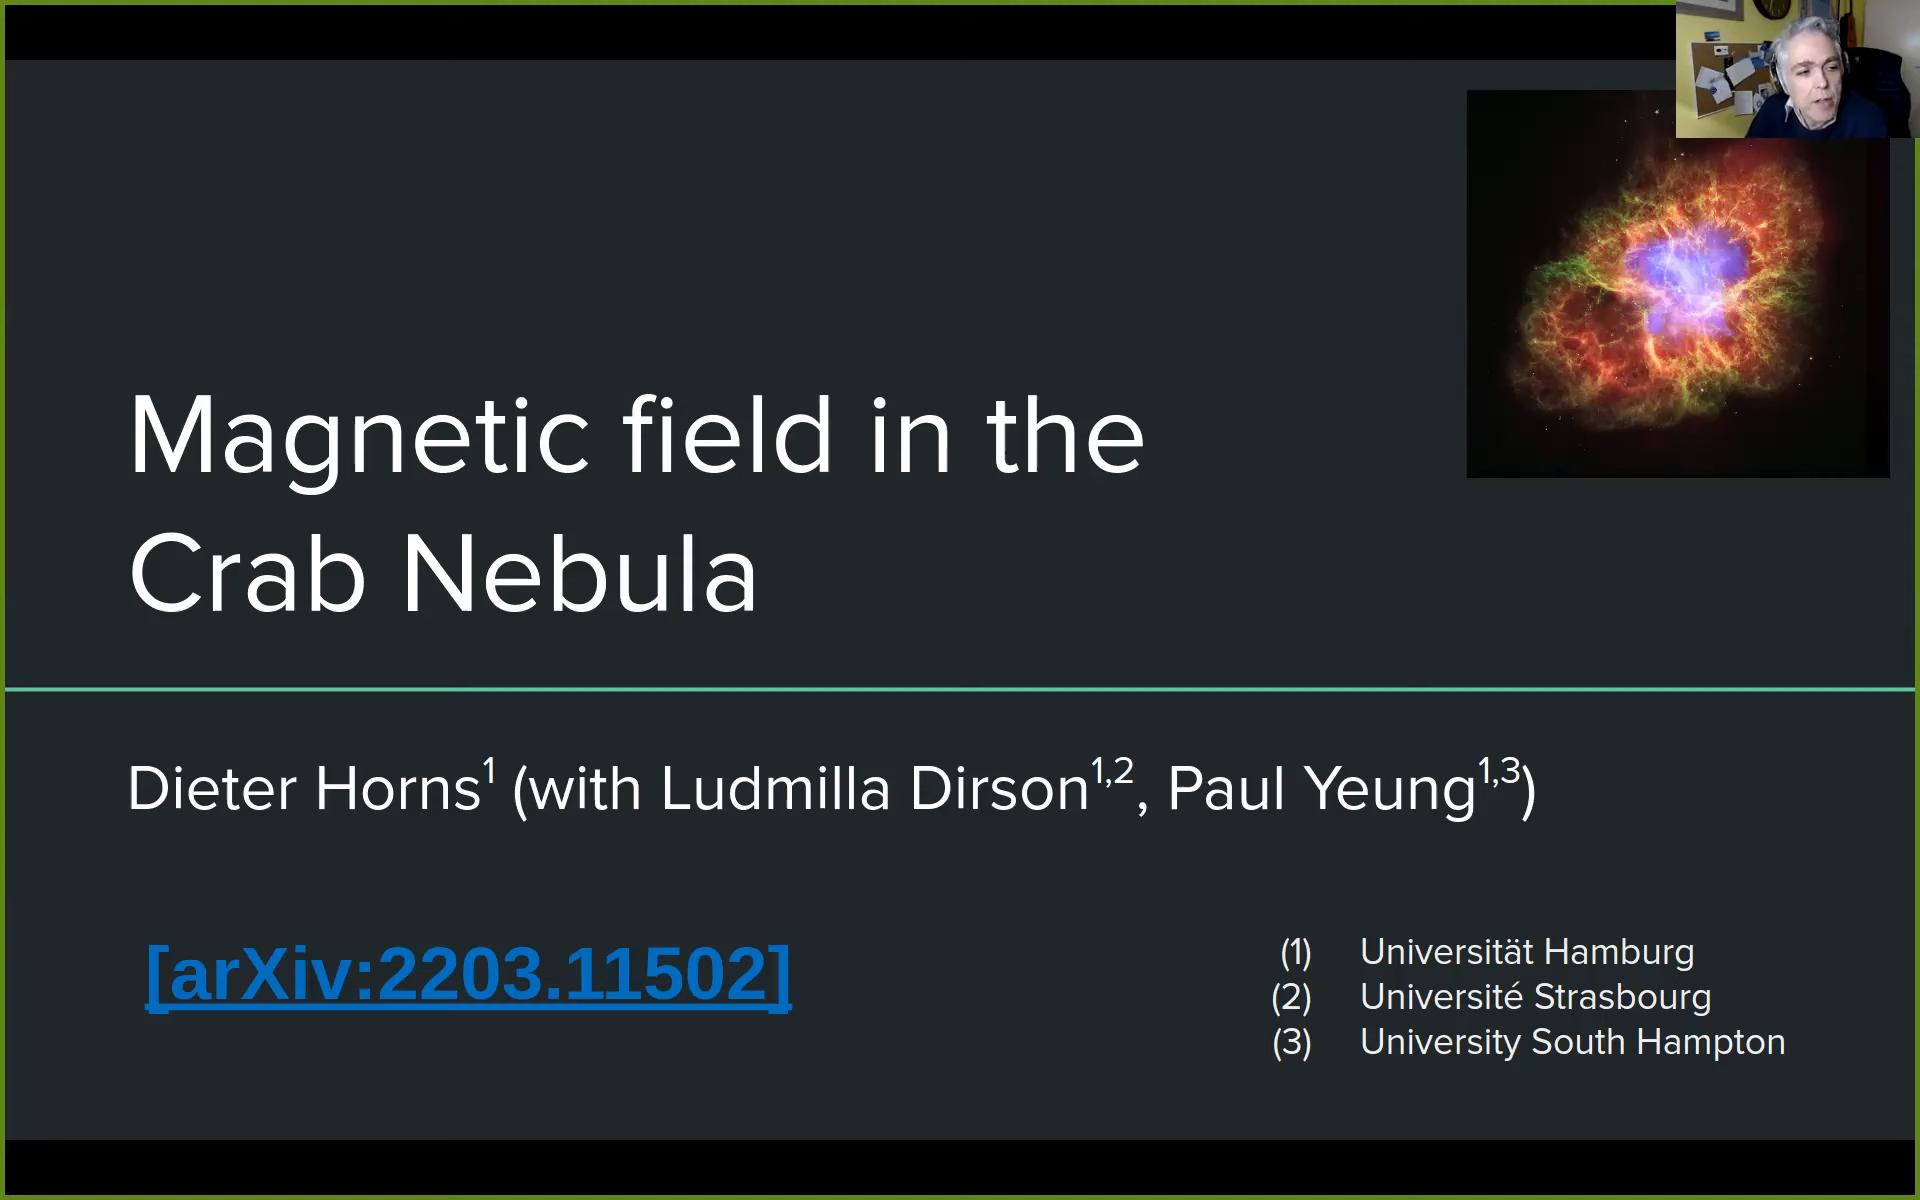 Magnetic field in the
Crab Nebula
Dieter Horns1 (with Ludmilla Dirson1,2, Paul Yeung1,3)
[arXiv:2203.11502]
(1) Universität Hamburg
(2) Université Strasbourg
(3) University South Hampton